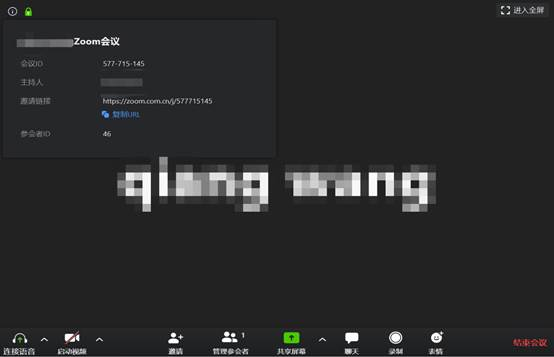 进入全屏
Zoom会议
会议ID 577-715-145
主持人
邀请链接 https://zoom.com.cn/j/577715145
复制URL
参会者ID 46
连接语音 启动视频 邀请 管理参会者 1 共享屏幕 聊天 录制 表情 结束会议